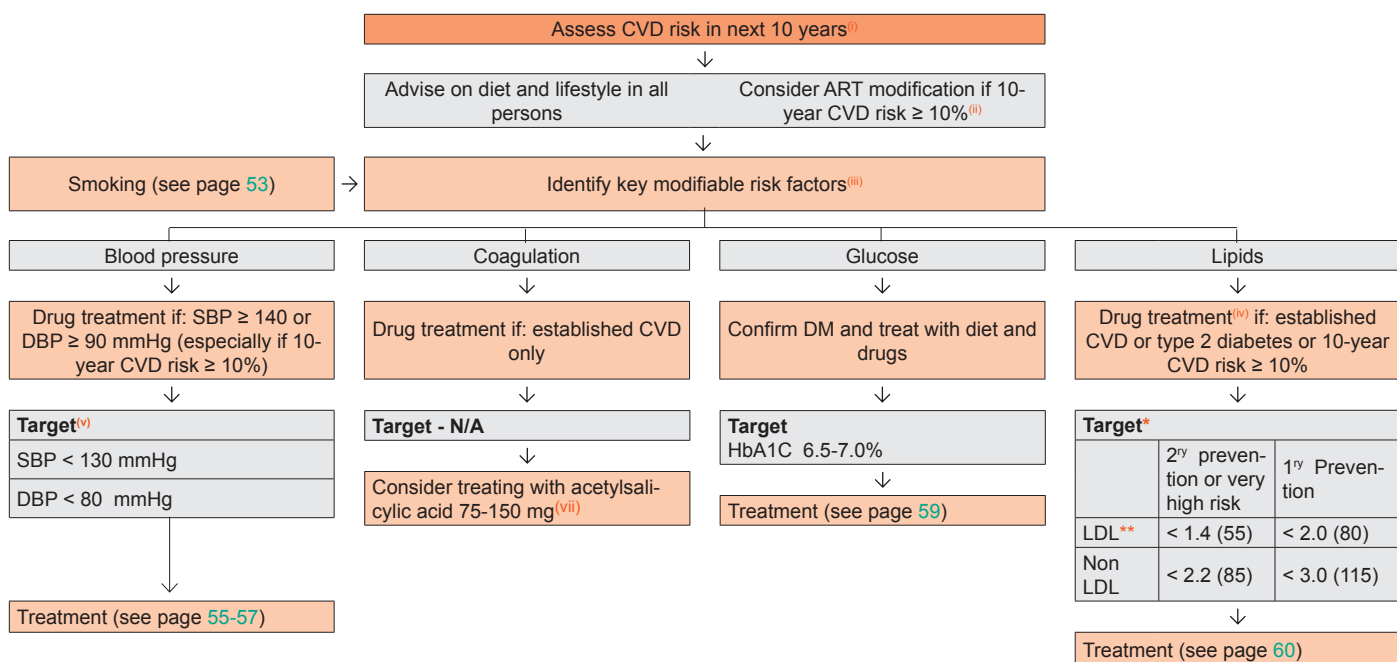 Assess CVD risk in next 10 years(i)
Advise on diet and lifestyle in all
persons
Consider ART modification if 10-
year CVD risk ≥ 10%(ii)
Smoking (see page 53)
Identify key modifiable risk factors(iii)
Blood pressure
Coagulation
Glucose
Lipids
Drug treatment if: SBP ≥ 140 or
DBP ≥ 90 mmHg (especially if 10-
year CVD risk ≥ 10%)
Drug treatment if: established CVD
only
Confirm DM and treat with diet and
drugs
Drug treatment(iv) if: established
CVD or type 2 diabetes or 10-year
CVD risk ≥ 10%
Target(v)
SBP < 130 mmHg
DBP < 80 mmHg
Treatment (see page 55-57)
Target - N/A
Consider treating with acetylsali-
cylic acid 75-150 mg(vii)
Target
HbA1C 6.5-7.0%
Treatment (see page 59)
Target*
2ry preven-
tion or very
high risk
1ry Preven-
tion
LDL** < 1.4 (55) < 2.0 (80)
Non
LDL < 2.2 (85) < 3.0 (115)
Treatment (see page 60)